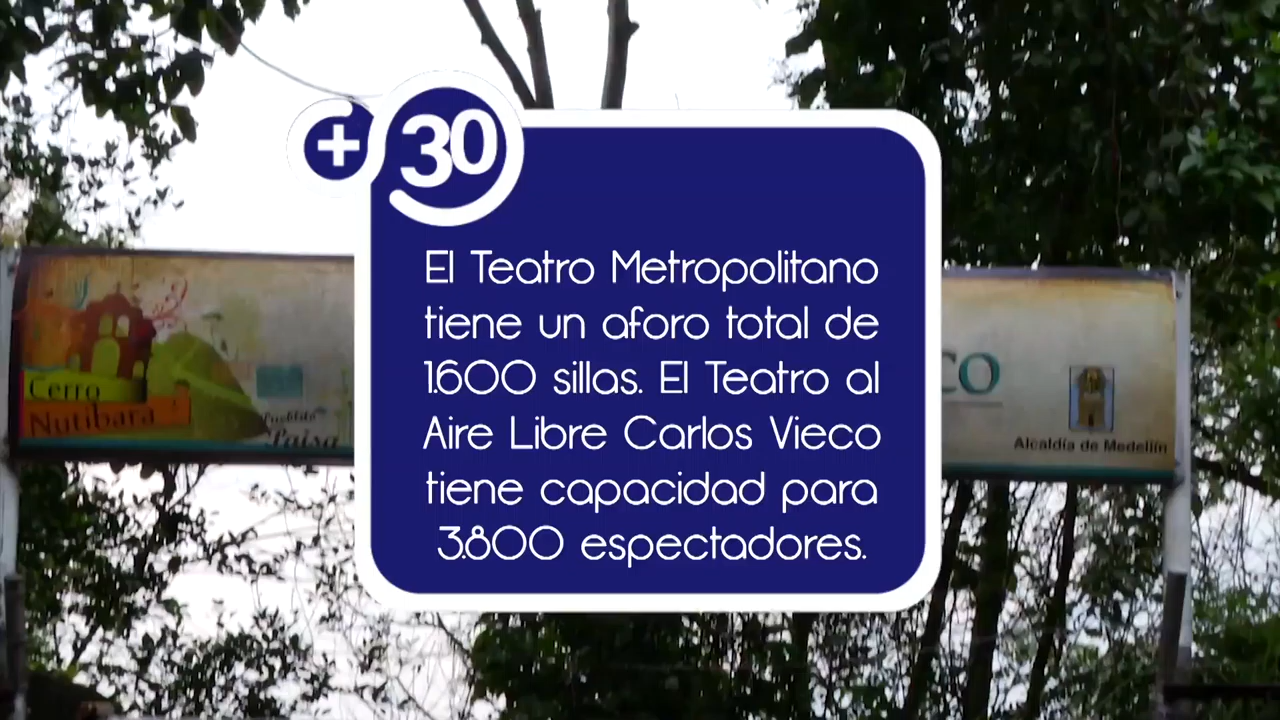 +30
El Teatro Metropolitano
tiene un aforo total de
1.600 sillas. El Teatro al
Aire Libre Carlos Vieco
tiene capacidad para
3.800 espectadores.
Cerro
Nutibara
Pueblito
Paisa
CO
Alcaldía de Medellín